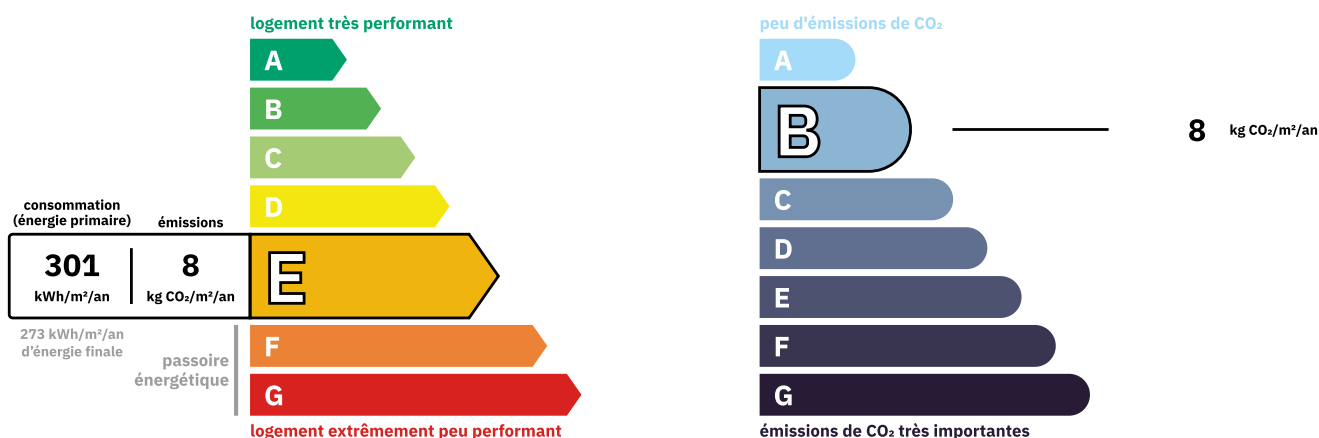 logement très performant
A
B
C
D
consommation
(énergie primaire)
émissions
301
kWh/m²/an
8
kg CO₂/m²/an
E
273 kWh/m²/an
d'énergie finale
passoire
énergétique
F
G
logement extrêmement peu performant
peu d'émissions de CO₂
A
B
8 kg CO₂/m²/an
C
D
E
F
G
émissions de CO₂ très importantes